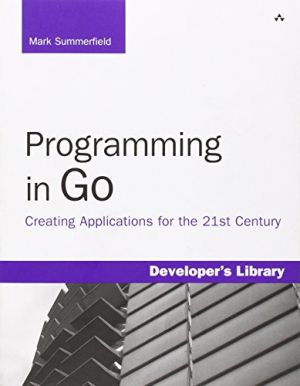 Mark Summerfield
Programming
in Go
Creating Applications for the 21st Century
Developer's Library